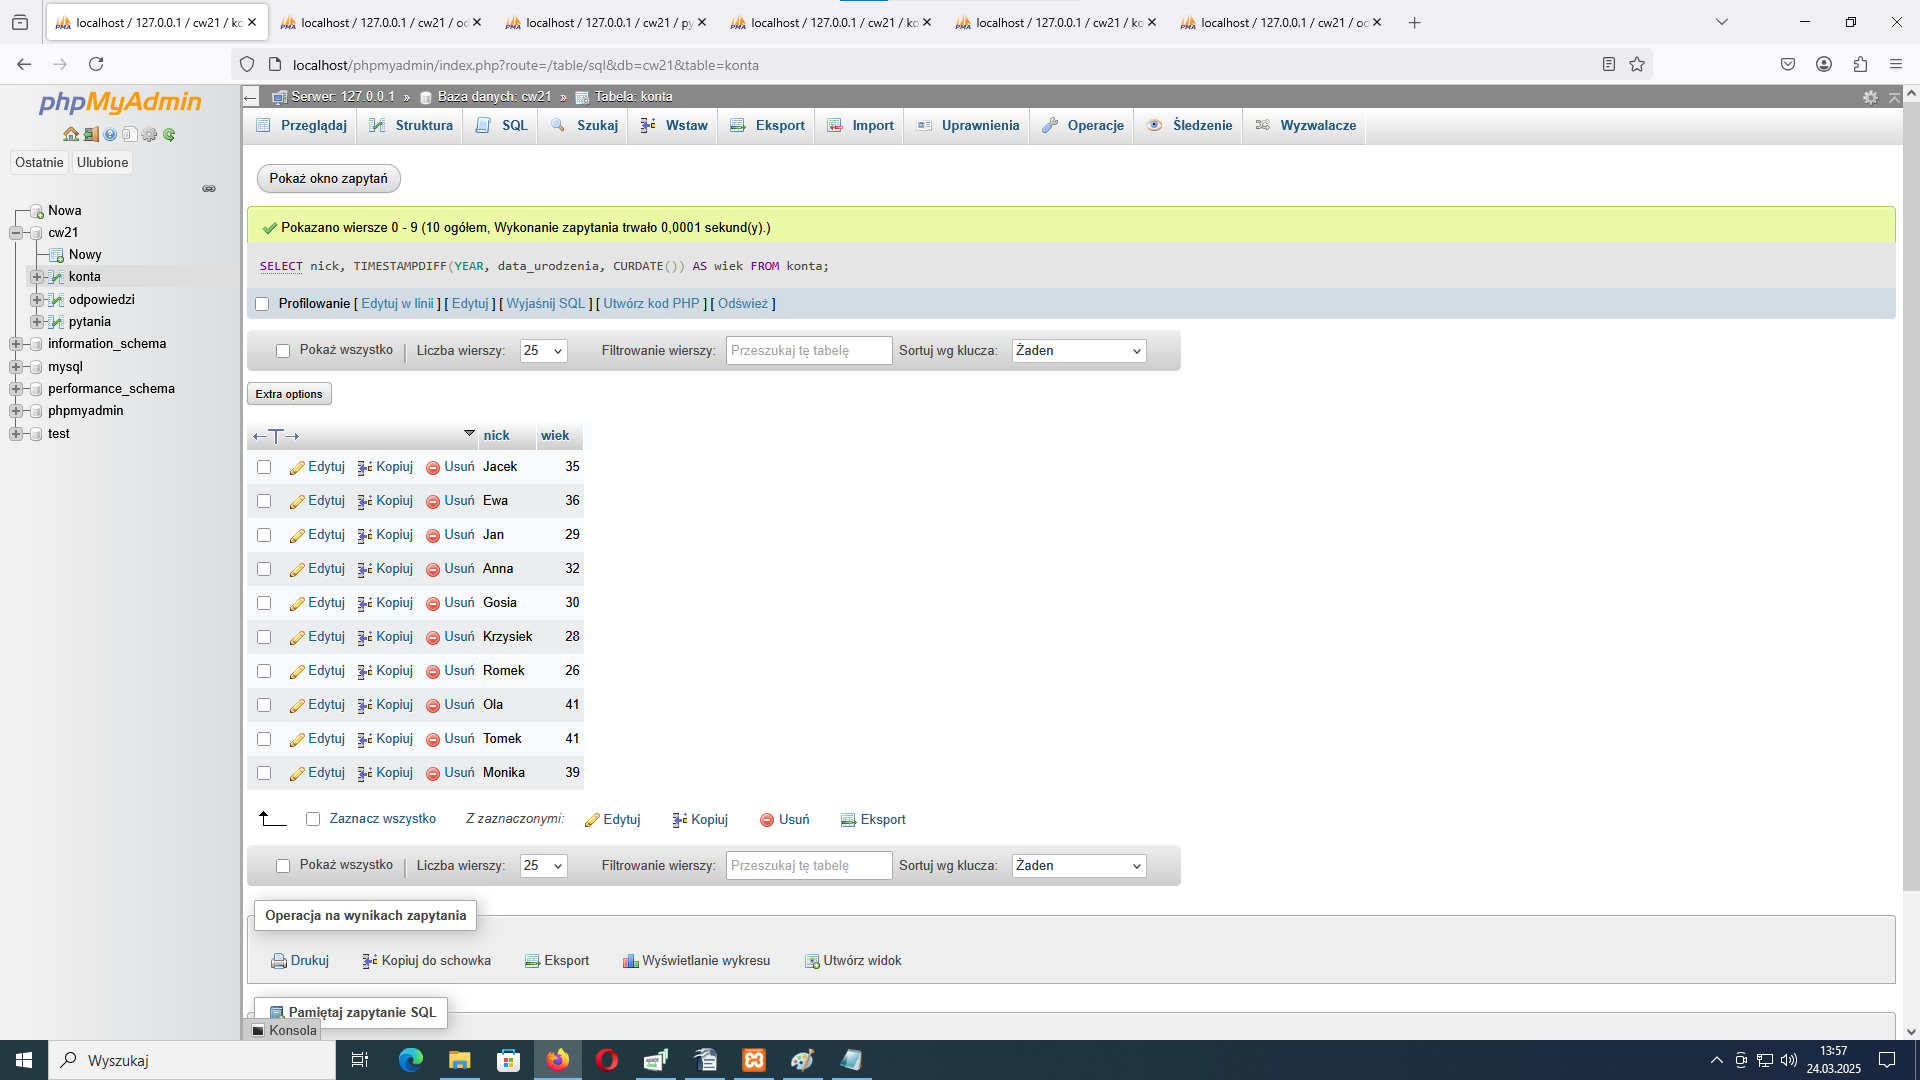 localhost / 127.0.0.1 / cw21 / ko
localhost / 127.0.0.1 / cw21 / od
localhost / 127.0.0.1 / cw21 / py
localhost / 127.0.0.1 / cw21 / ko
localhost / 127.0.0.1 / cw21 / ko
localhost / 127.0.0.1 / cw21 / od
localhost/phpmyadmin/index.php?route=/table/sql&db=cw21&table=konta
phpMyAdmin
Ostatnie Ulubione
Nowa
cw21
Nowy
konta
odpowiedzi
pytania
information_schema
mysql
performance_schema
phpmyadmin
test
Serwer: 127.0.0.1 » Baza danych: cw21 » Tabela: konta
Przeglądaj Struktura SQL Szukaj Wstaw Eksport Import Uprawnienia Operacje Śledzenie Wyzwalacze
Pokaż okno zapytań
Pokazano wiersze 0 - 9 (10 ogółem, Wykonanie zapytania trwało 0,0001 sekund(y).)
SELECT nick, TIMESTAMPDIFF(YEAR, data_urodzenia, CURDATE()) AS wiek FROM konta;
Profilowanie [ Edytuj w linii ] [ Edytuj ] [ Wyjaśnij SQL ] [ Utwórz kod PHP ] [ Odśwież ]
Pokaż wszystko Liczba wierszy: 25 Filtrowanie wierszy: Przeszukaj tę tabelę Sortuj wg klucza: Żaden
Extra options
nick wiek
Edytuj Kopiuj Usuń Jacek 35
Edytuj Kopiuj Usuń Ewa 36
Edytuj Kopiuj Usuń Jan 29
Edytuj Kopiuj Usuń Anna 32
Edytuj Kopiuj Usuń Gosia 30
Edytuj Kopiuj Usuń Krzysiek 28
Edytuj Kopiuj Usuń Romek 26
Edytuj Kopiuj Usuń Ola 41
Edytuj Kopiuj Usuń Tomek 41
Edytuj Kopiuj Usuń Monika 39
Zaznacz wszystko Z zaznaczonymi: Edytuj Kopiuj Usuń Eksport
Pokaż wszystko Liczba wierszy: 25 Filtrowanie wierszy: Przeszukaj tę tabelę Sortuj wg klucza: Żaden
Operacja na wynikach zapytania
Drukuj Kopiuj do schowka Eksport Wyświetlanie wykresu Utwórz widok
Pamiętaj zapytanie SQL
Konsola
Wyszukaj
13:57
24.03.2025